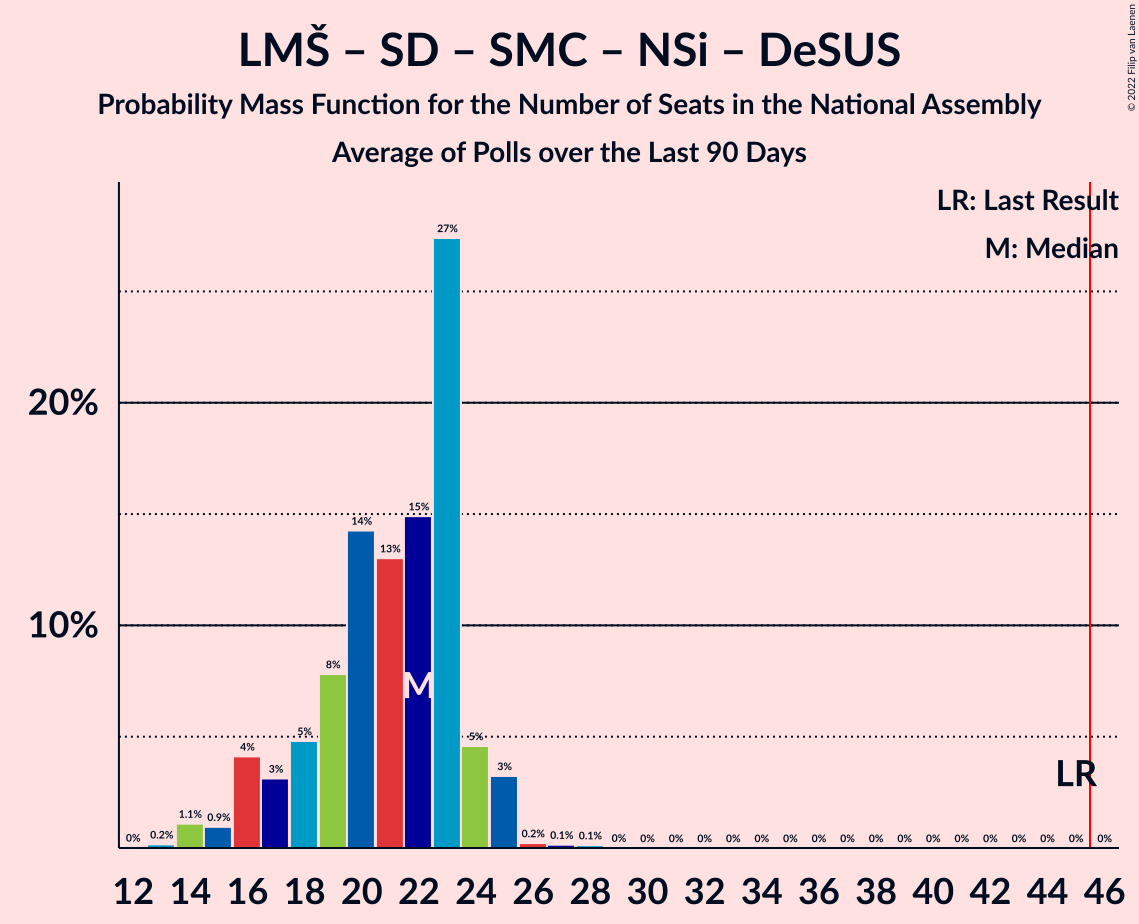 LMŠ – SD – SMC – NSi – DeSUS
Probability Mass Function for the Number of Seats in the National Assembly
Average of Polls over the Last 90 Days
© 2022 Filip van Laenen
LR: Last Result
M: Median
20%
10%
0% 0.2% 1.1% 0.9% 4% 3% 5% 8% 14% 13% 15% 27% 5% 3% 0.2% 0.1% 0.1% 0% 0% 0% 0% 0% 0% 0% 0% 0% 0% 0% 0% 0% 0% 0% 0% 0% 0%
M
LR
12 14 16 18 20 22 24 26 28 30 32 34 36 38 40 42 44 46